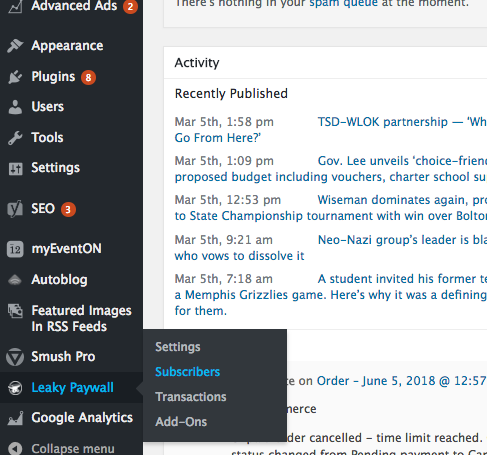 Advanced Ads 2
There's nothing in your spam queue at the moment.
Appearance
Plugins 8
Users
Tools
Settings
SEO 3
12 myEventON
Autoblog
Featured Images
In RSS Feeds
Smush Pro
Leaky Paywall
Google Analytics
Collapse menu
Settings
Subscribers
Transactions
Add-Ons
Activity
Recently Published
Mar 5th, 1:58 pm TSD-WLOK partnership — 'Wh
Go From Here?'
Mar 5th, 1:09 pm Gov. Lee unveils 'choice-frien
proposed budget including vouchers, charter school su
Mar 5th, 12:53 pm Wiseman dominates again, pro
to State Championship tournament with win over Bolto
Mar 5th, 9:21 am Neo-Nazi group's leader is bla
who vows to dissolve it
Mar 5th, 7:18 am A student invited his former te
a Memphis Grizzlies game. Here's why it was a defining
for them.
e on Order – June 5, 2018 @ 12:57
merce
der cancelled – time limit reached.
status changed from Pending payment to Can